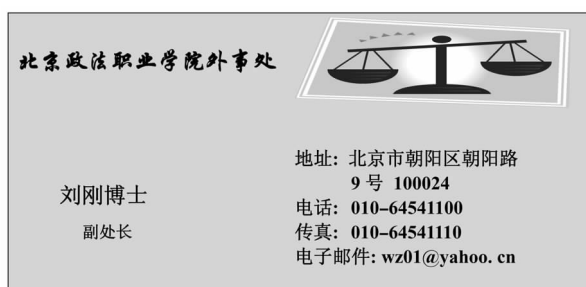 北京政法职业学院外事处
刘刚博士
副处长
地址: 北京市朝阳区朝阳路
9 号 100024
电话: 010-64541100
传真: 010-64541110
电子邮件: wz01@yahoo. cn